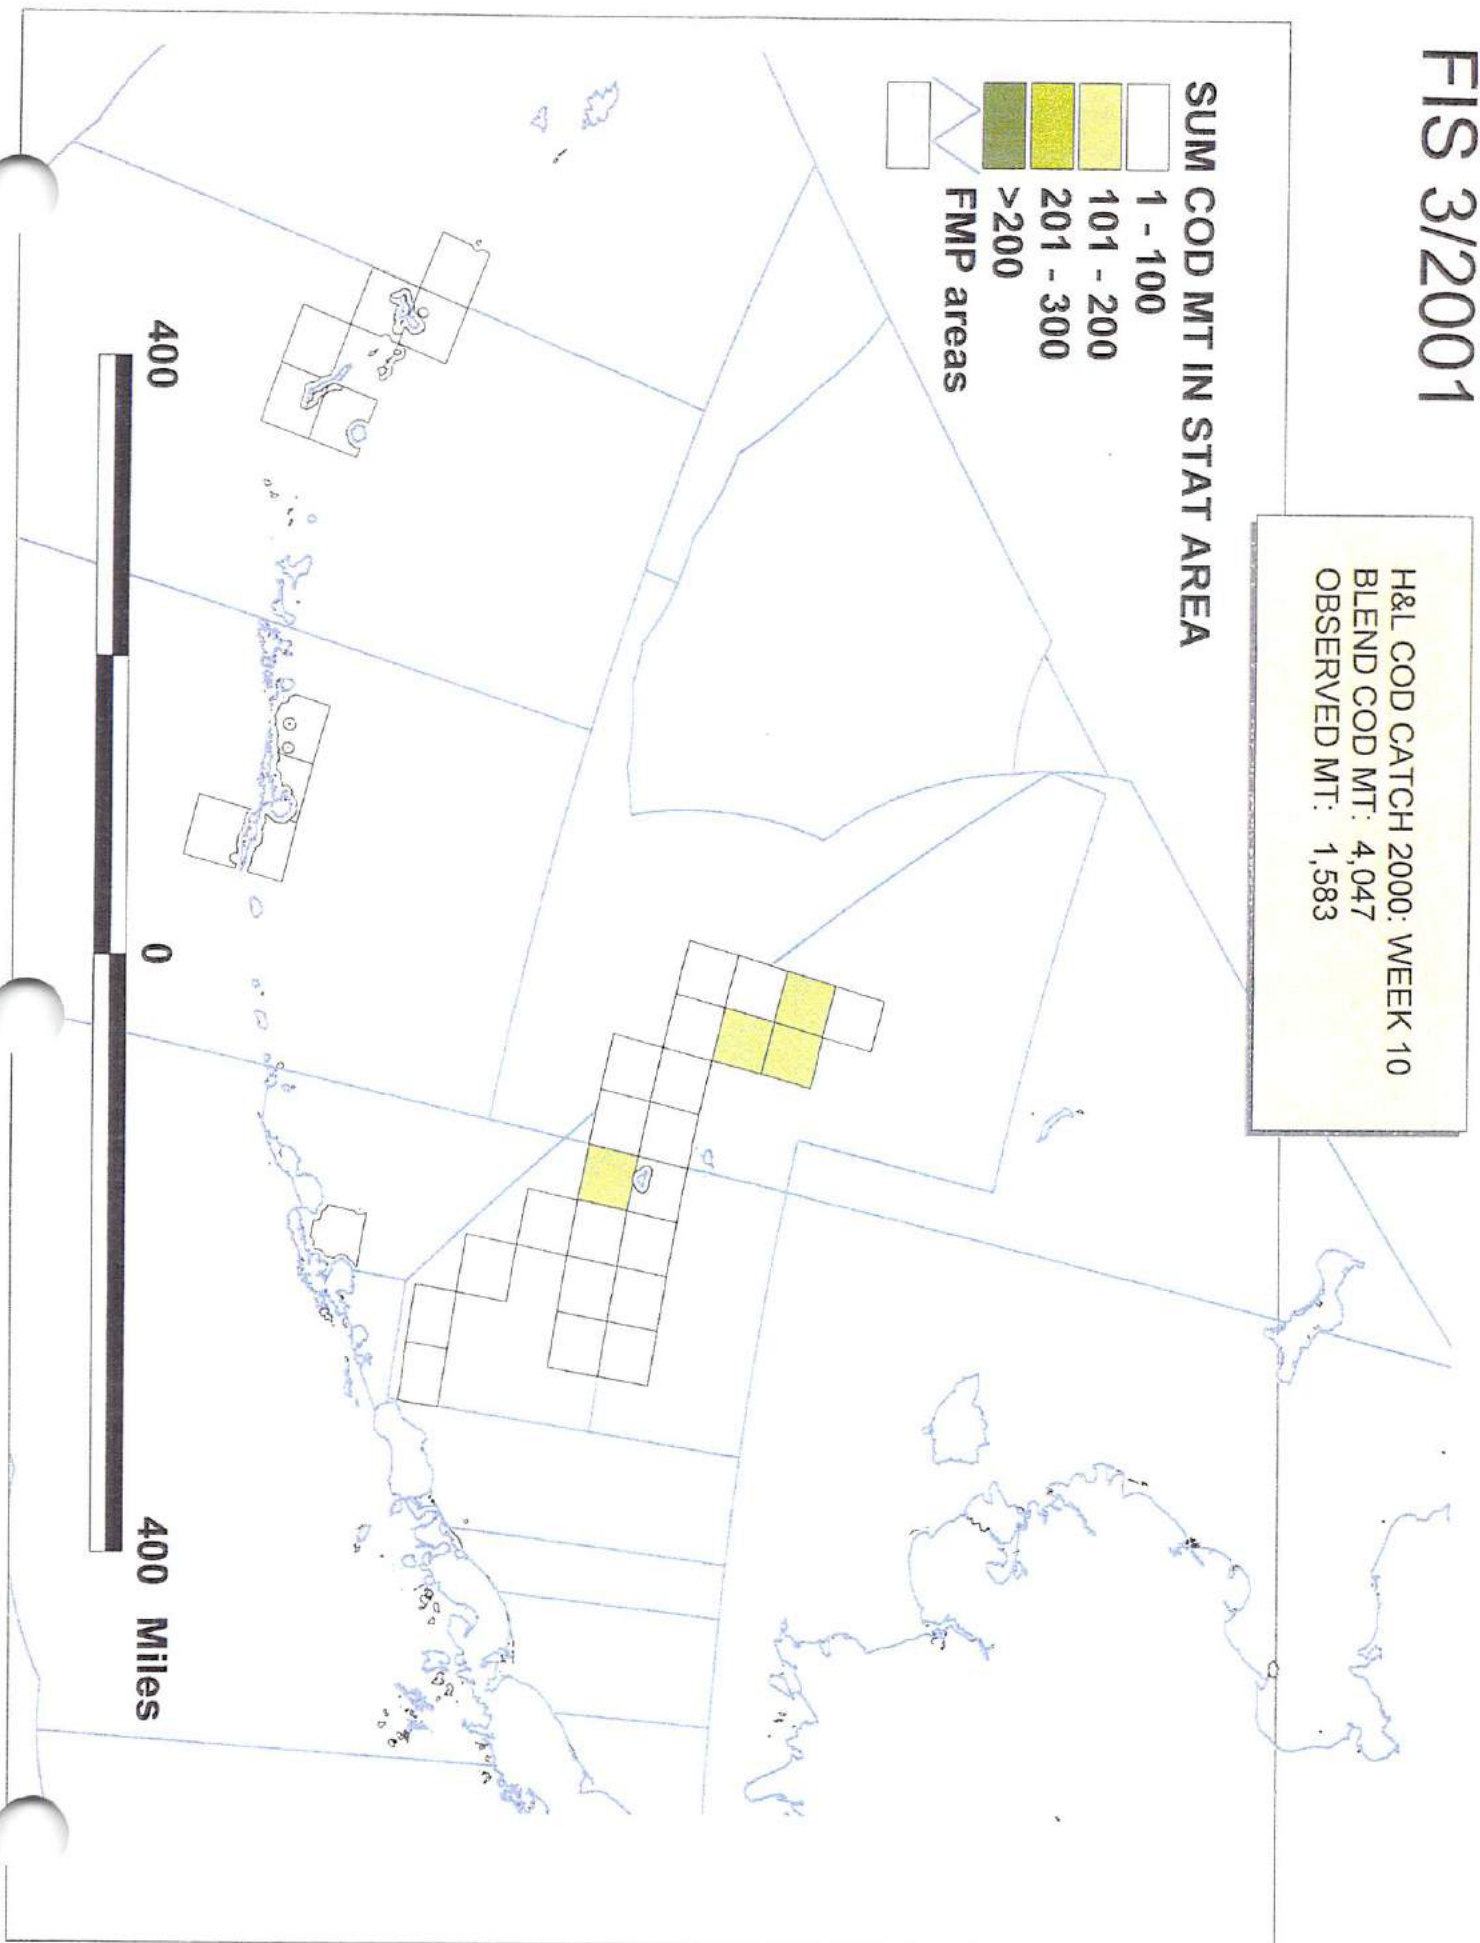 FIS 3/2001
H&L COD CATCH 2000: WEEK 10
BLEND COD MT: 4,047
OBSERVED MT: 1,583
SUM COD MT IN STAT AREA
1 - 100
101 - 200
201 - 300
>200
FMP areas
400 0 400 Miles